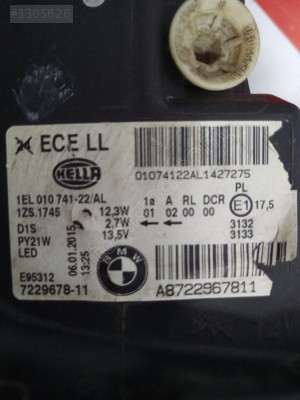 #3305626
ECE LL
HELLA
01074122AL1427275
1EL 010 741-22/AL
1ZS.1745 12,3W 1a A RL DCR PL
2,7W 01 02 00 00 E1 17,5
D1S 13,5V 3132
PY21W 3133
LED
06.01.2015
13:25
BMW
E95312
7229678-11
A8722967811